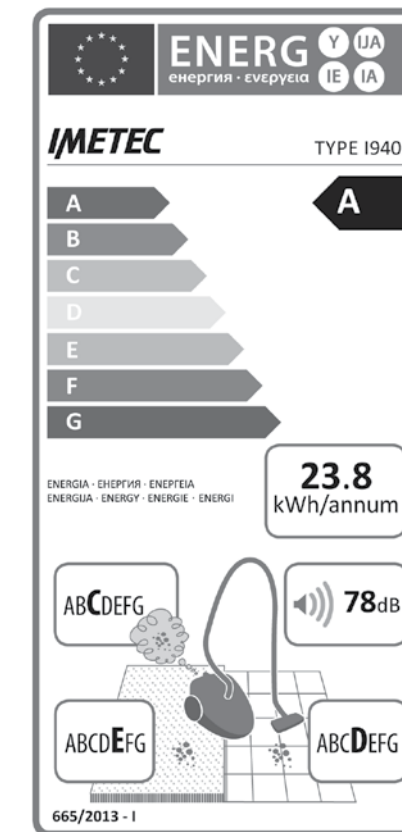 ENERG Y IJA
енергия · ενεργεια IE IA
IMETEC
TYPE I940
A
A
B
C
D
E
F
G
ENERGIA · ЕНЕРГИЯ · ΕΝΕΡΓΕΙΑ
ENERGIJA · ENERGY · ENERGIE · ENERGI
23.8
kWh/annum
ABCDEFG
78dB
ABCDEFG
ABCDEFG
665/2013 - I